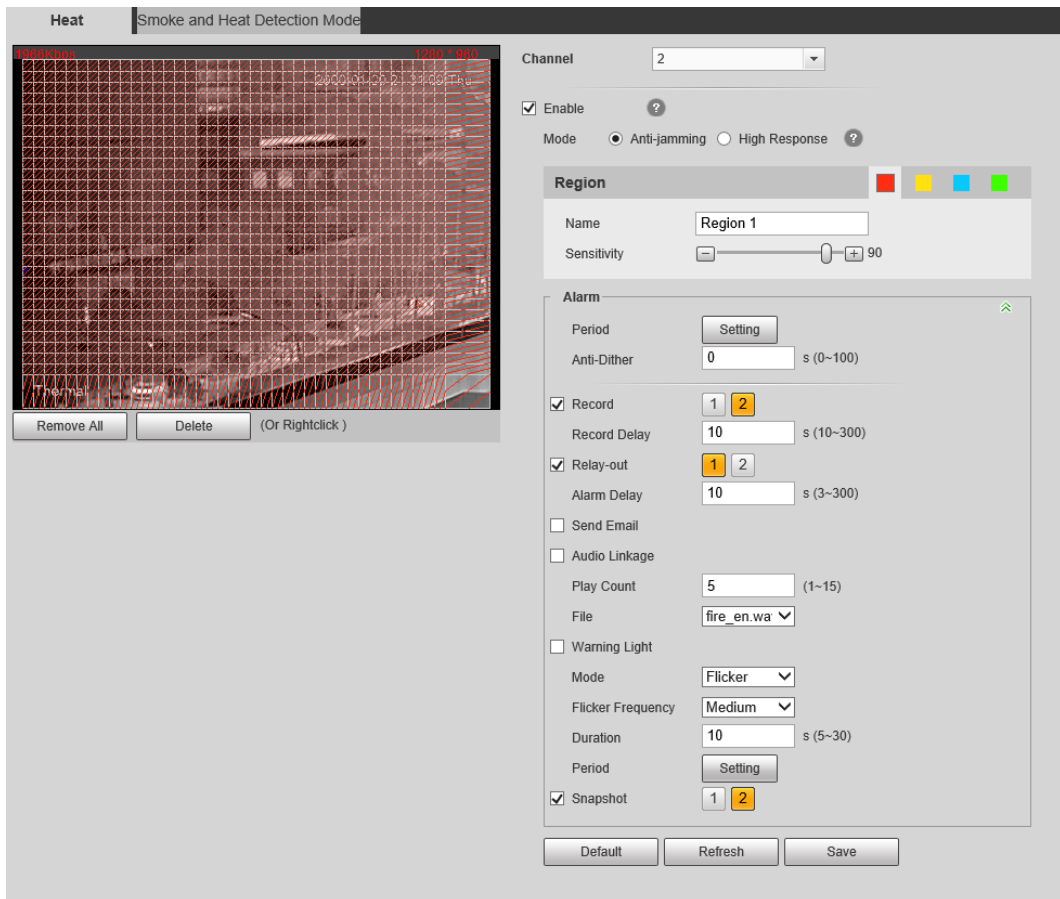 Heat
Smoke and Heat Detection Mode
1966Kbps
1280 * 960
Thermal
Remove All
Delete
(Or Rightclick )
Channel
2
Enable
?
Mode
Anti-jamming
High Response
?
Region
Name
Region 1
Sensitivity
90
Alarm
Period
Setting
Anti-Dither
0
s (0~100)
Record
1
2
Record Delay
10
s (10~300)
Relay-out
1
2
Alarm Delay
10
s (3~300)
Send Email
Audio Linkage
Play Count
5
(1~15)
File
fire_en.wa
Warning Light
Mode
Flicker
Flicker Frequency
Medium
Duration
10
s (5~30)
Period
Setting
Snapshot
1
2
Default
Refresh
Save